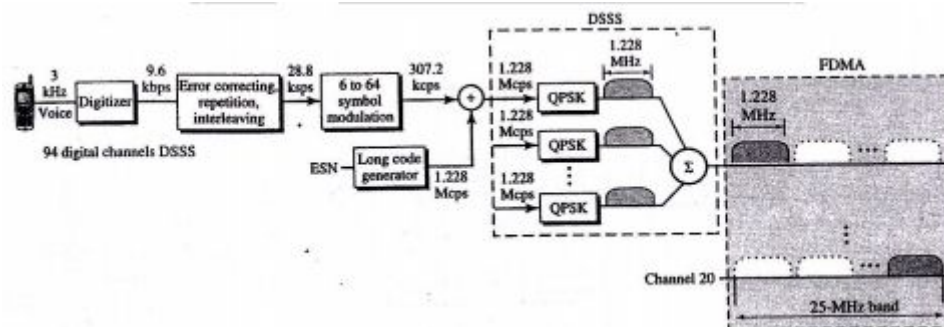 DSSS
1.228
MHz
FDMA
3
kHz
Voice
9.6
kbps
28.8
ksps
307.2
kcps
1.228
Mcps
Digitizer
Error correcting,
repetition,
interleaving
6 to 64
symbol
modulation
+
QPSK
1.228
MHz
94 digital channels DSSS
1.228
Mcps
QPSK
Σ
ESN
Long code
generator
1.228
Mcps
1.228
Mcps
QPSK
Channel 20
25-MHz band